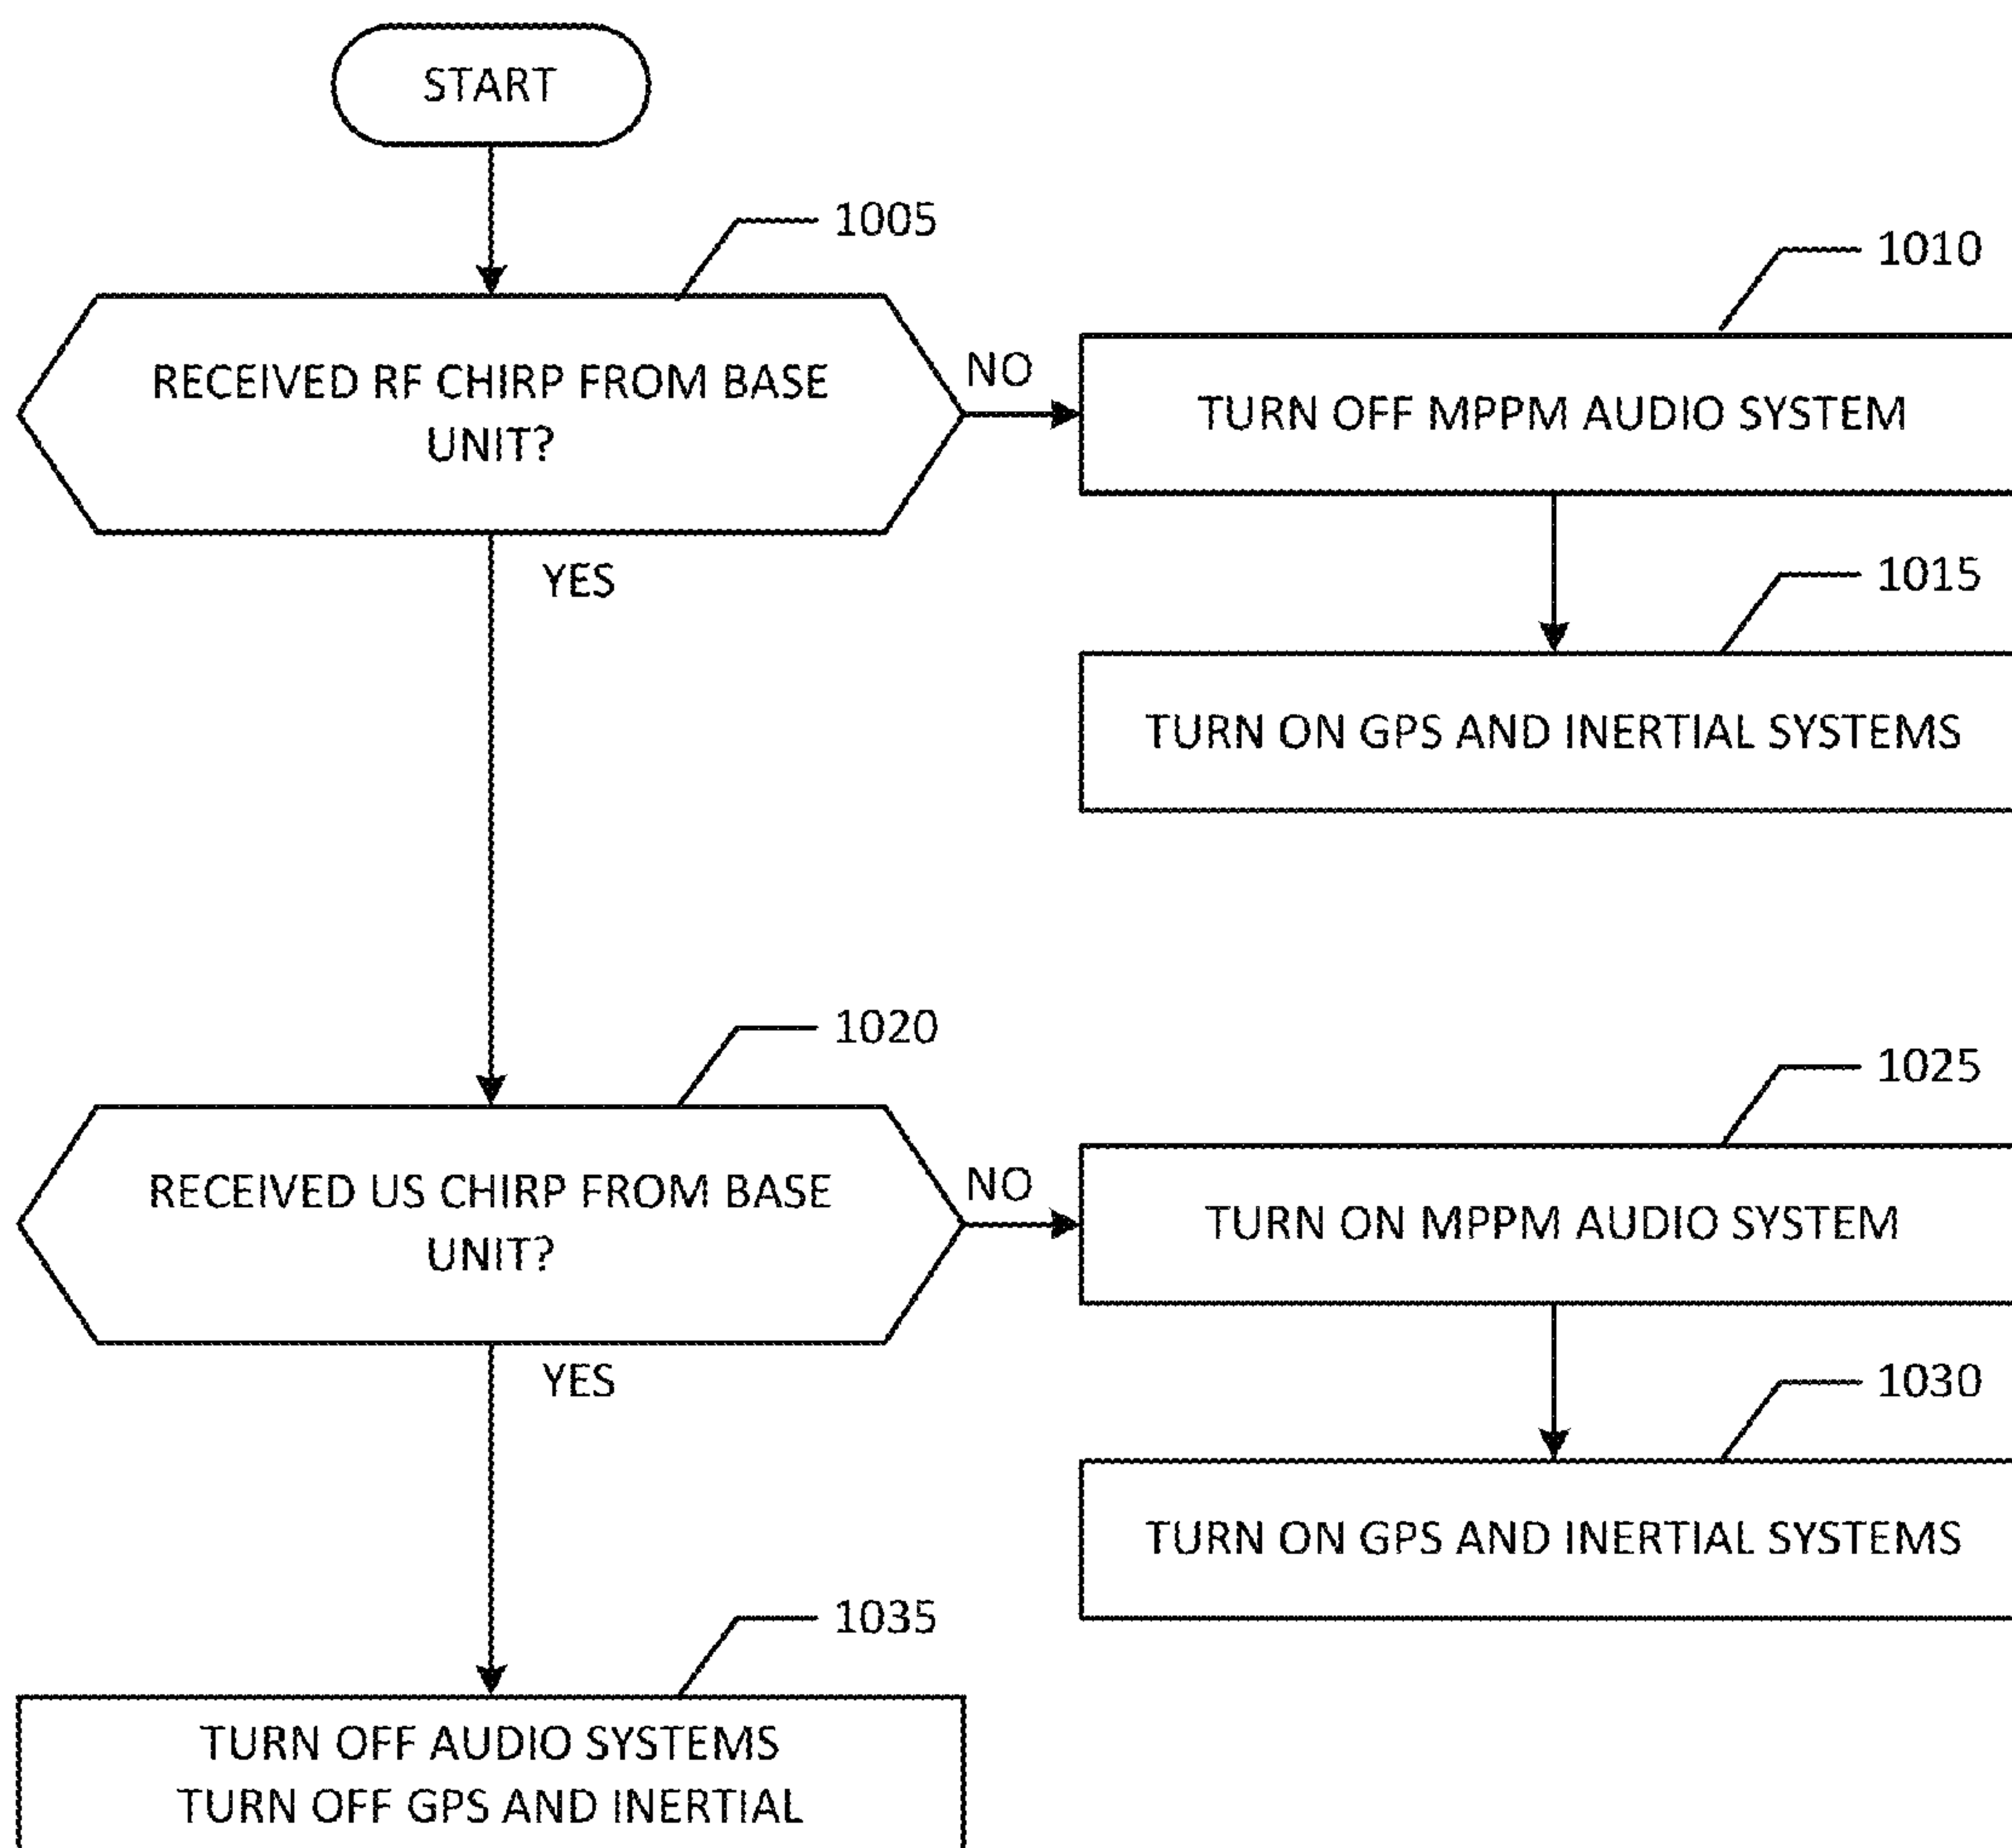 START
1005
RECEIVED RF CHIRP FROM BASE
UNIT?
NO
1010
TURN OFF MPPM AUDIO SYSTEM
YES
1015
TURN ON GPS AND INERTIAL SYSTEMS
1020
RECEIVED US CHIRP FROM BASE
UNIT?
NO
1025
TURN ON MPPM AUDIO SYSTEM
YES
1030
TURN ON GPS AND INERTIAL SYSTEMS
1035
TURN OFF AUDIO SYSTEMS
TURN OFF GPS AND INERTIAL